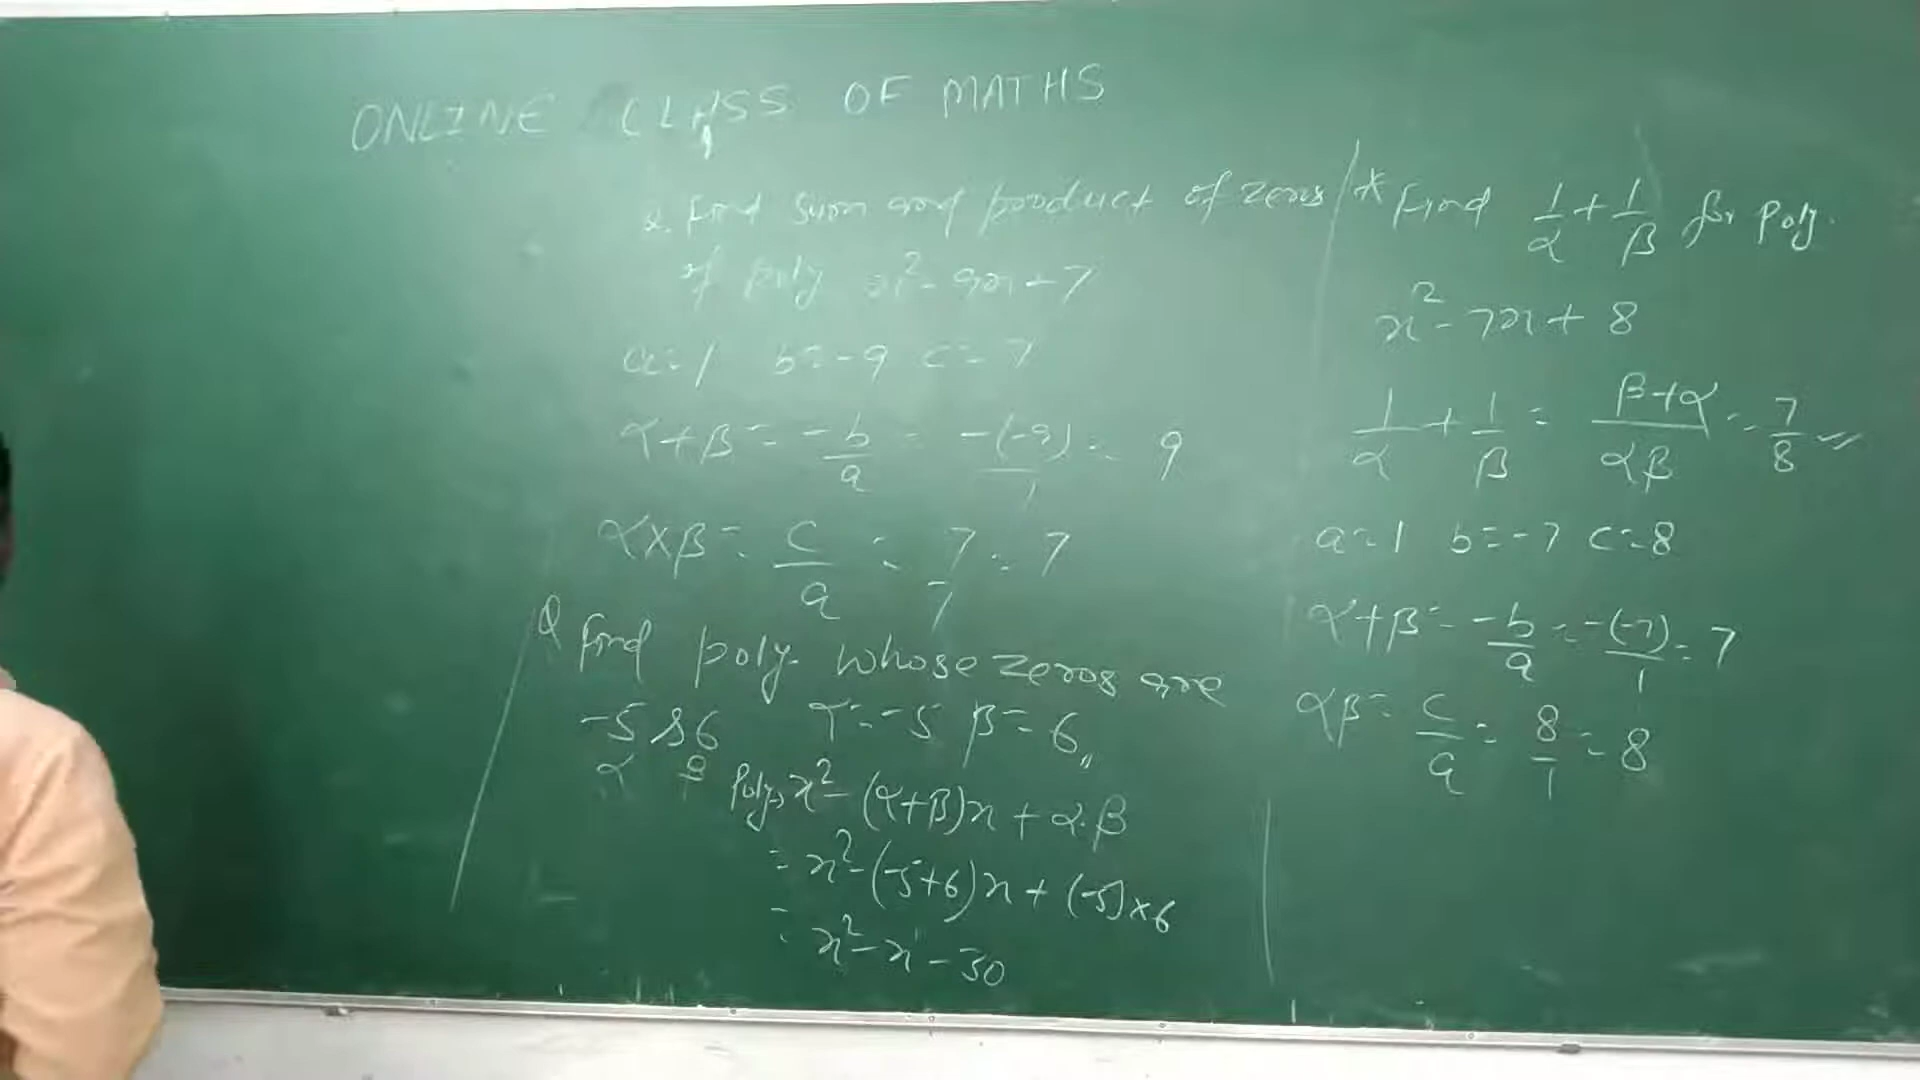 ONLINE CLASS OF MATHS
Q. Find sum and product of zeros
of poly x² - 9x + 7
a = 1 b = -9 c = 7
α + β = -b/a = -(-9)/1 = 9
α × β = c/a = 7/7 = 7
Q Find poly. whose zeros are
-5 & 6 α = -5 β = 6,,
α β
Poly. x² - (α+β)x + α.β
= x² - (-5+6)x + (-5)×6
= x² - x - 30
* Find 1/α + 1/β for poly.
x² - 7x + 8
1/α + 1/β = β+α/αβ = 7/8
a = 1 b = -7 c = 8
α + β = -b/a = -(-7)/1 = 7
αβ = c/a = 8/1 = 8